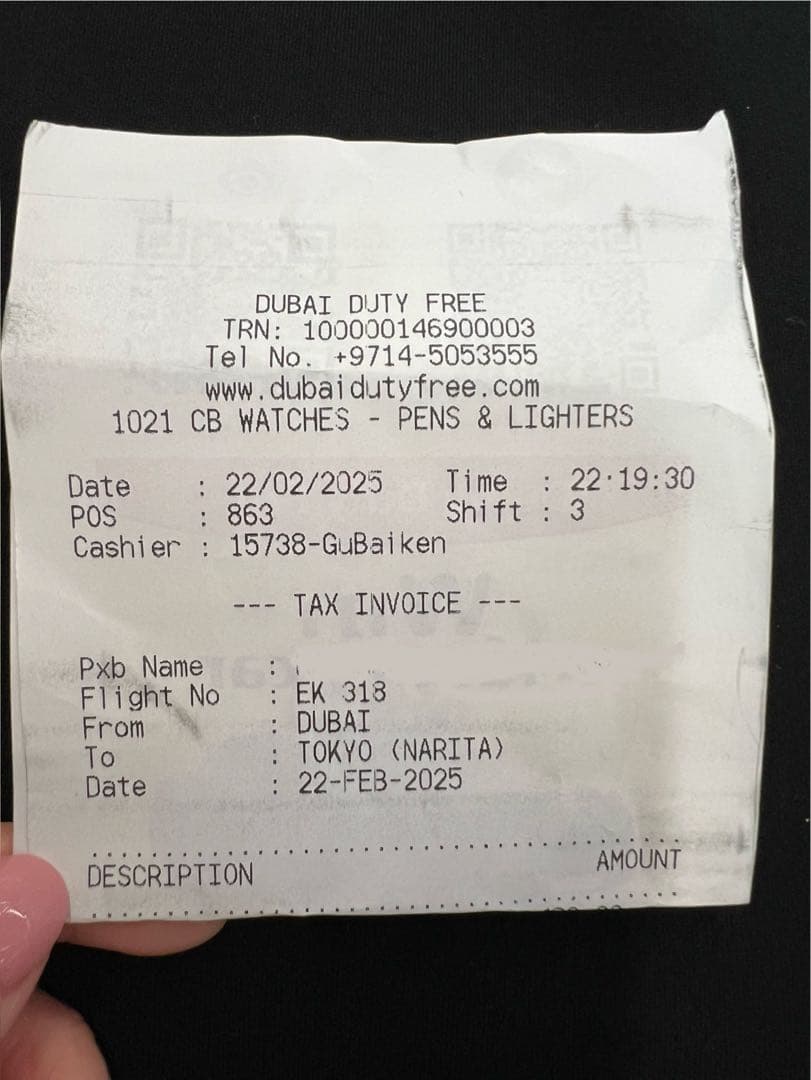 DUBAI DUTY FREE
TRN: 100000146900003
Tel No. +9714-5053555
www.dubaidutyfree.com
1021 CB WATCHES - PENS & LIGHTERS
Date : 22/02/2025 Time : 22:19:30
POS : 863 Shift : 3
Cashier : 15738-GuBaiken
--- TAX INVOICE ---
Pxb Name :
Flight No : EK 318
From : DUBAI
To : TOKYO (NARITA)
Date : 22-FEB-2025
DESCRIPTION AMOUNT